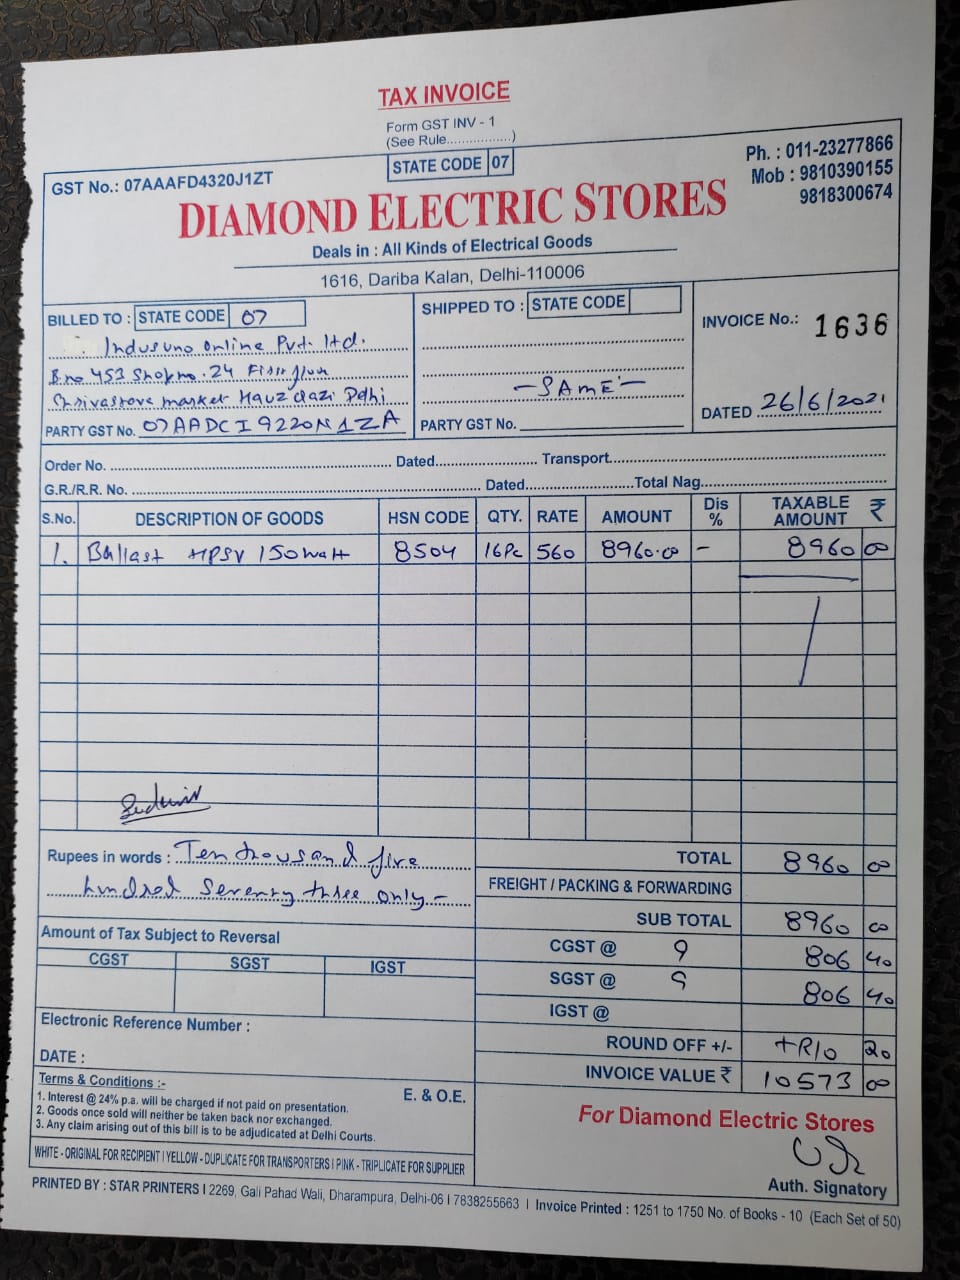 TAX INVOICE
Form GST INV - 1
(See Rule.................)
STATE CODE 07
GST No.: 07AAAFD4320J1ZT
Ph. : 011-23277866
Mob : 9810390155
9818300674
DIAMOND ELECTRIC STORES
Deals in : All Kinds of Electrical Goods
1616, Dariba Kalan, Delhi-110006
BILLED TO : STATE CODE 07
Indusuno Online Pvt. ltd.
B no 453 Shop no. 24 First floor
Shrivastava market Hauz Qazi Delhi
PARTY GST No. 07AADCI9220N1ZA
SHIPPED TO : STATE CODE
- SAME -
PARTY GST No.
INVOICE No.: 1636
DATED 26/6/2021
Order No. Dated Transport
G.R./R.R. No. Dated Total Nag
S.No. DESCRIPTION OF GOODS HSN CODE QTY. RATE AMOUNT Dis % TAXABLE AMOUNT ₹
1. Ballast HPSV 150 watt 8504 16Pc 560 8960.00 - 8960 00
Rupees in words : Ten thousand five
hundred seventy three only -
TOTAL 8960 00
FREIGHT / PACKING & FORWARDING
SUB TOTAL 8960 00
CGST @ 9 806 40
SGST @ 9 806 40
IGST @
ROUND OFF +/- 20
INVOICE VALUE ₹ 10573 00
Amount of Tax Subject to Reversal
CGST SGST IGST
Electronic Reference Number :
DATE :
Terms & Conditions :-
E. & O.E.
1. Interest @ 24% p.a. will be charged if not paid on presentation.
2. Goods once sold will neither be taken back nor exchanged.
3. Any claim arising out of this bill is to be adjudicated at Delhi Courts.
WHITE - ORIGINAL FOR RECIPIENT I YELLOW - DUPLICATE FOR TRANSPORTERS I PINK - TRIPLICATE FOR SUPPLIER
For Diamond Electric Stores
Auth. Signatory
PRINTED BY : STAR PRINTERS I 2269, Gali Pahad Wali, Dharampura, Delhi-06 I 7838255663 I Invoice Printed : 1251 to 1750 No. of Books - 10 (Each Set of 50)